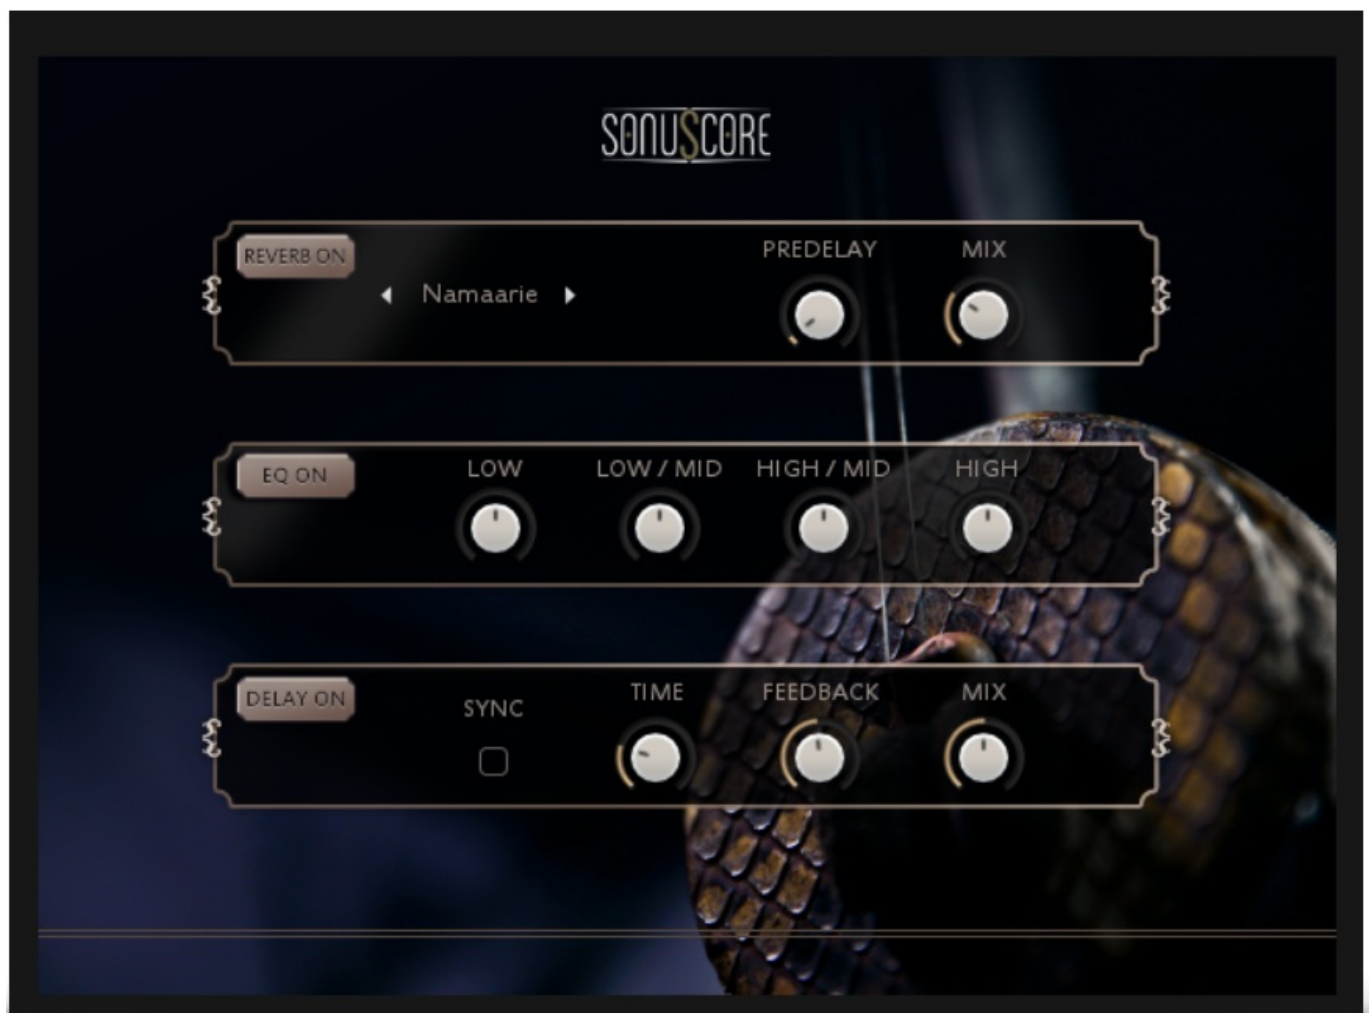 SONUSCORE
REVERB ON
Namaarie
PREDELAY
MIX
EQ ON
LOW
LOW / MID
HIGH / MID
HIGH
DELAY ON
SYNC
TIME
FEEDBACK
MIX